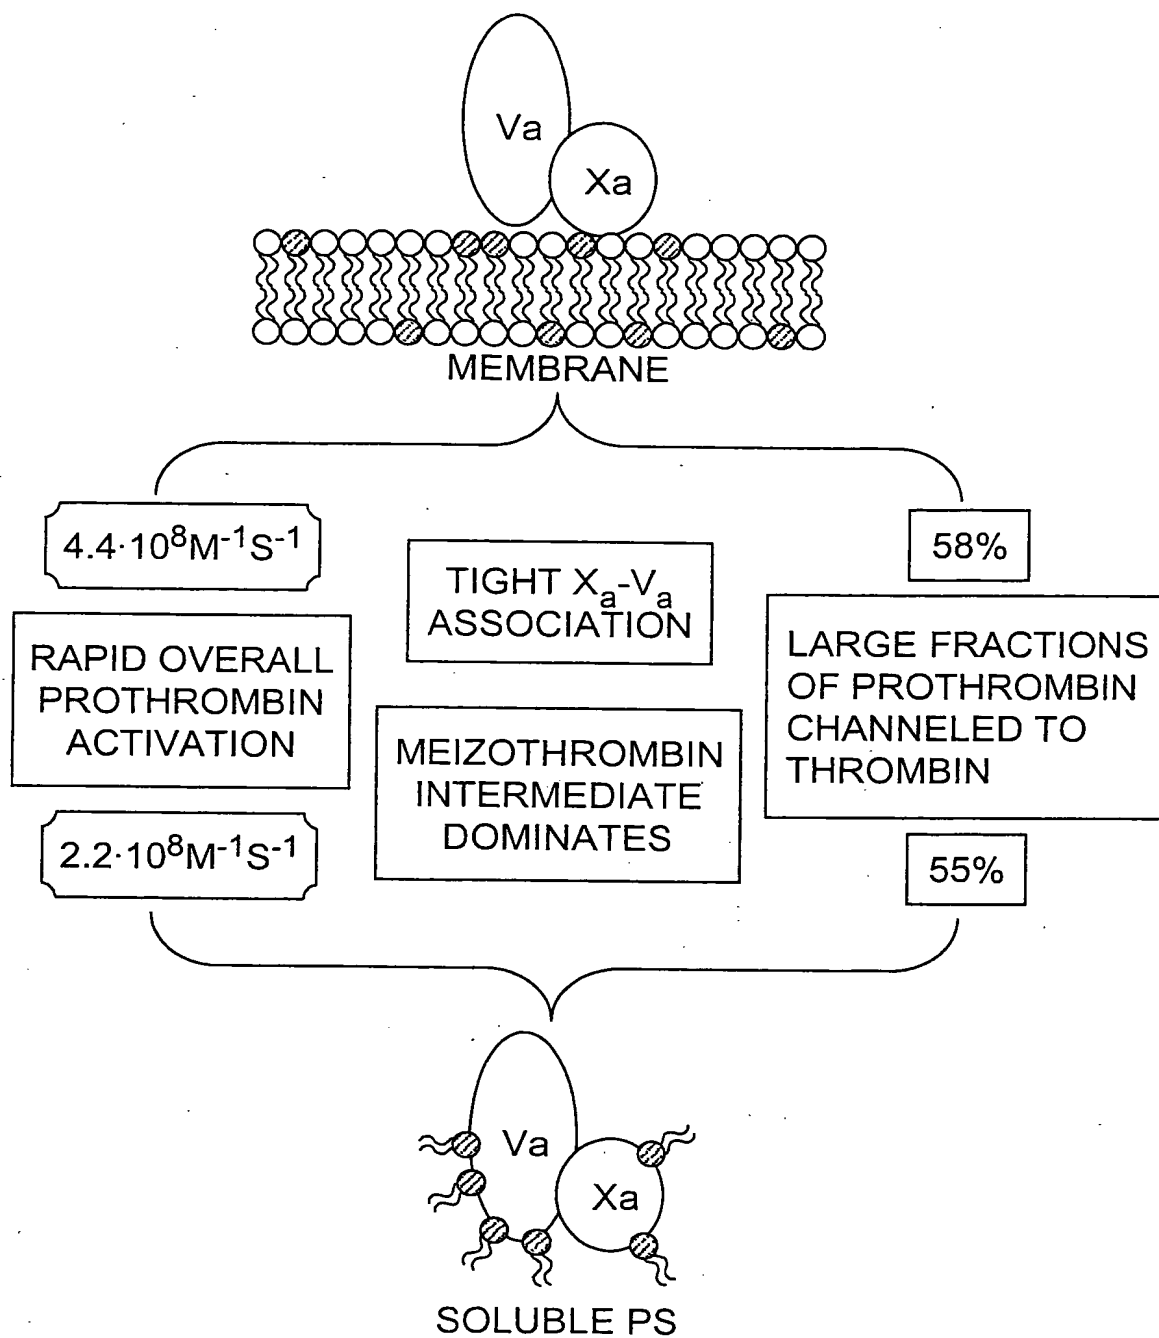 Va
Xa
MEMBRANE
4.4·10⁸M⁻¹S⁻¹
58%
TIGHT Xₐ-Vₐ
ASSOCIATION
RAPID OVERALL
PROTHROMBIN
ACTIVATION
LARGE FRACTIONS
OF PROTHROMBIN
CHANNELED TO
THROMBIN
MEIZOTHROMBIN
INTERMEDIATE
DOMINATES
2.2·10⁸M⁻¹S⁻¹
55%
Va
Xa
SOLUBLE PS